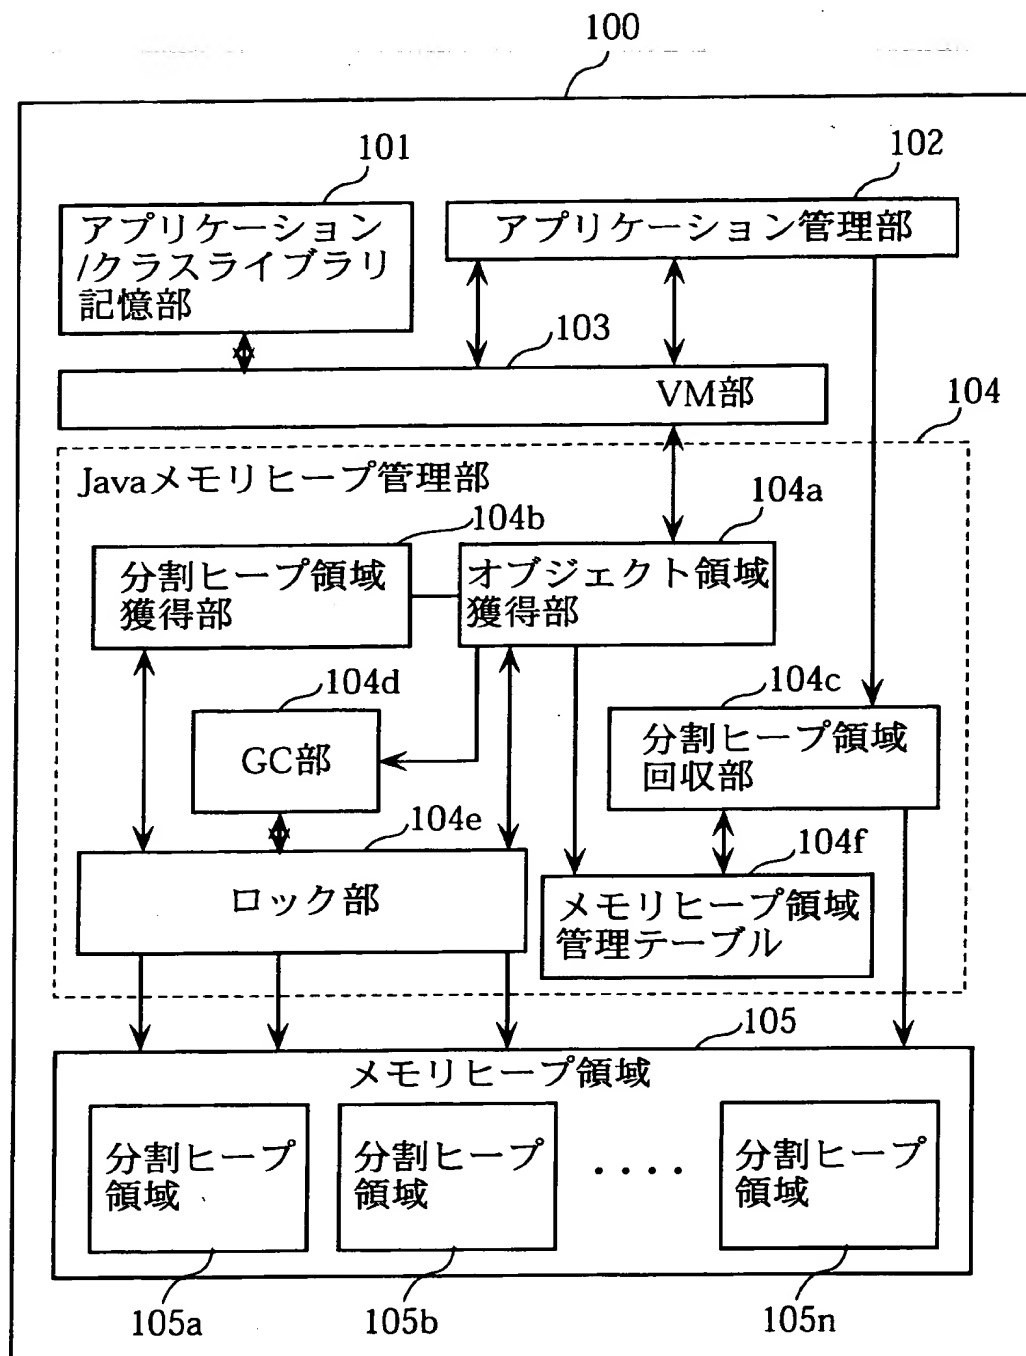 100
101
102
アプリケーション
/クラスライブラリ
記憶部
アプリケーション管理部
103
VM部
104
Javaメモリヒープ管理部
104a
104b
分割ヒープ領域
獲得部
オブジェクト領域
獲得部
104d
104c
GC部
分割ヒープ領域
回収部
104e
104f
ロック部
メモリヒープ領域
管理テーブル
105
メモリヒープ領域
分割ヒープ
領域
分割ヒープ
領域
・・・・
分割ヒープ
領域
105a
105b
105n